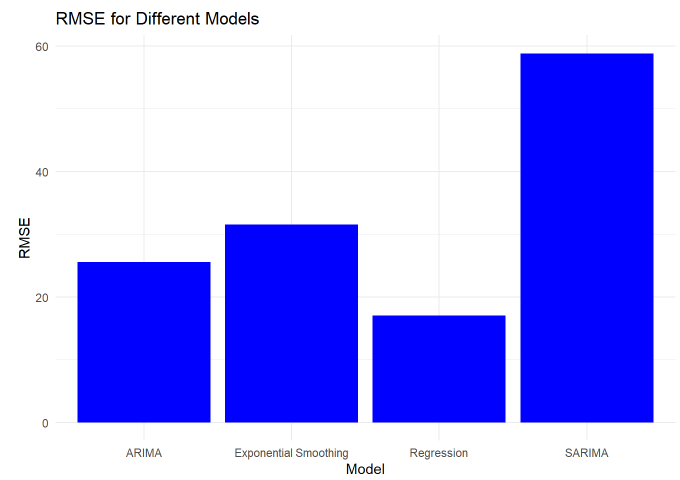 RMSE for Different Models
60
40
20
0
RMSE
ARIMA Exponential Smoothing Regression SARIMA
Model